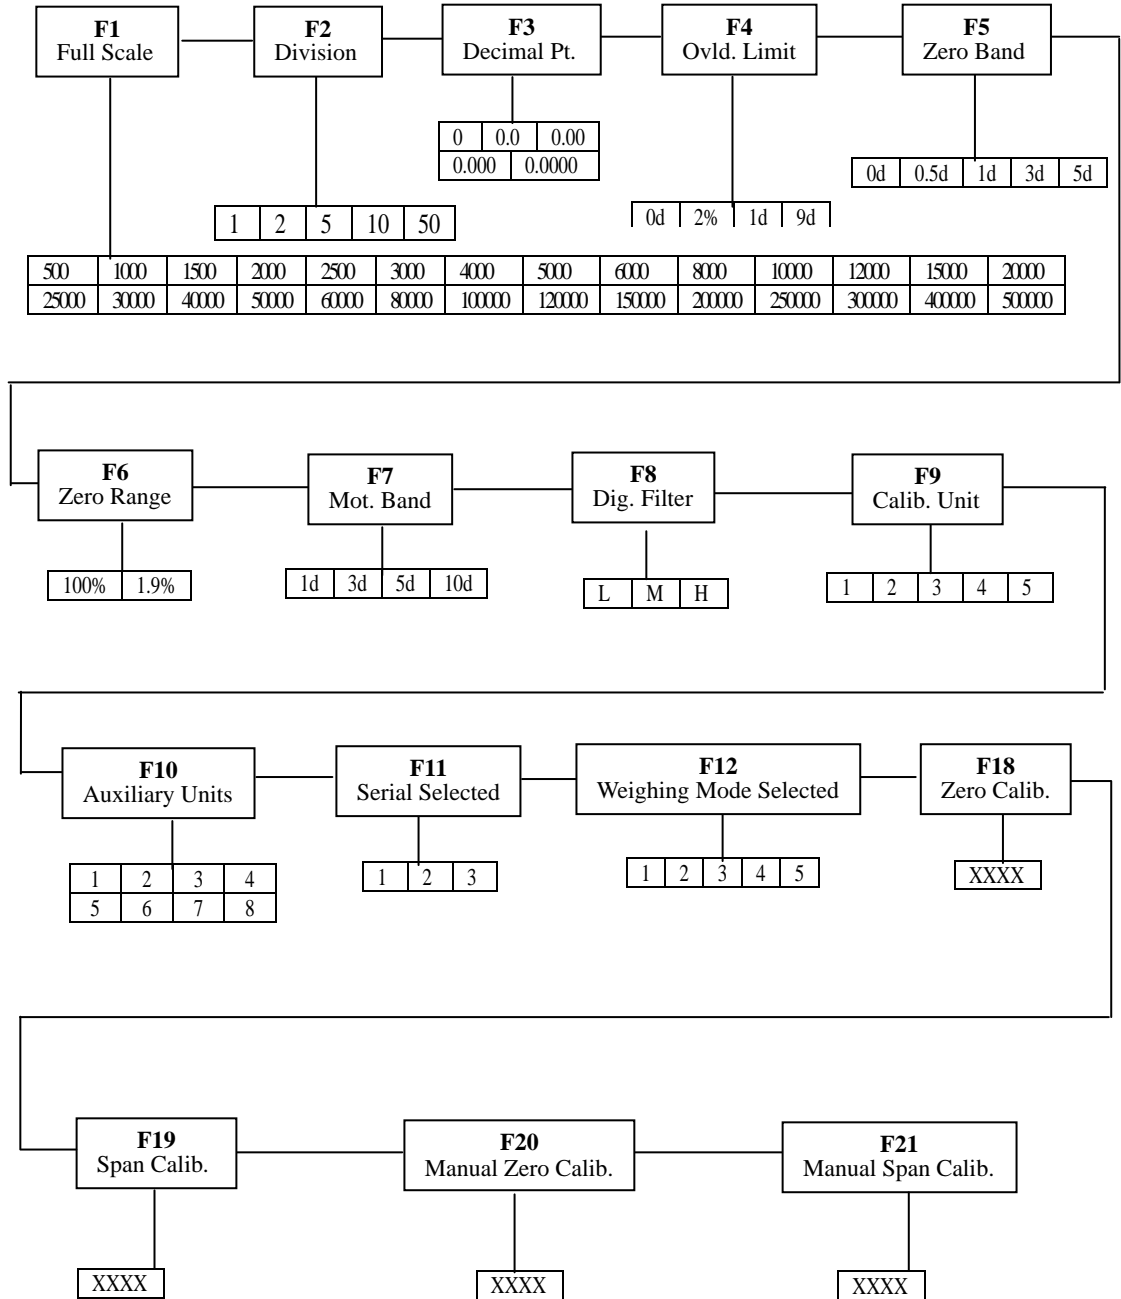 F1
Full Scale
F2
Division
F3
Decimal Pt.
F4
Ovld. Limit
F5
Zero Band
0 0.0 0.00
0.000 0.0000
0d 0.5d 1d 3d 5d
1 2 5 10 50
0d 2% 1d 9d
500 1000 1500 2000 2500 3000 4000 5000 6000 8000 10000 12000 15000 20000
25000 30000 40000 50000 60000 80000 100000 120000 150000 200000 250000 300000 400000 500000
F6
Zero Range
F7
Mot. Band
F8
Dig. Filter
F9
Calib. Unit
100% 1.9%
1d 3d 5d 10d
L M H
1 2 3 4 5
F10
Auxiliary Units
F11
Serial Selected
F12
Weighing Mode Selected
F18
Zero Calib.
1 2 3 4
5 6 7 8
1 2 3
1 2 3 4 5
XXXX
F19
Span Calib.
F20
Manual Zero Calib.
F21
Manual Span Calib.
XXXX
XXXX
XXXX